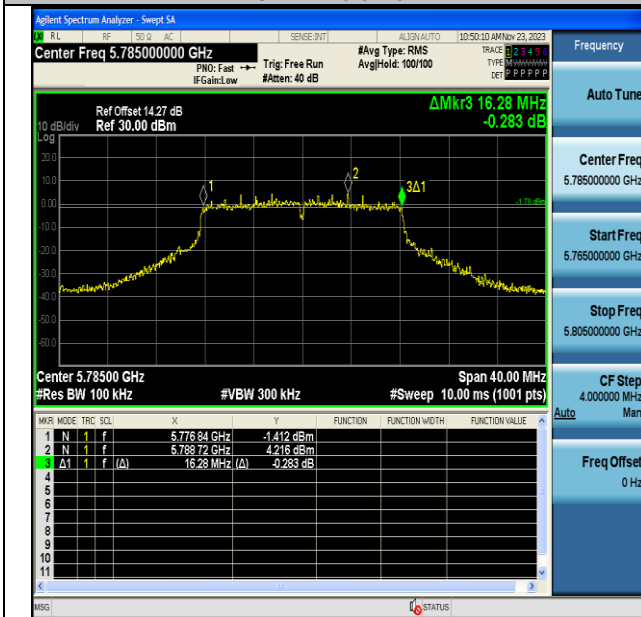 Agilent Spectrum Analyzer - Swept SA
RL RF 50 Ω AC SENSE:INT ALIGN AUTO 10:50:10 AM Nov 23, 2023
Center Freq 5.785000000 GHz
PNO: Fast
IFGain:Low
Trig: Free Run
#Atten: 40 dB
#Avg Type: RMS
Avg|Hold: 100/100
TRACE 1 2 3 4 5 6
TYPE M
DET P P P P P P
Frequency
Auto Tune
Center Freq
5.785000000 GHz
Start Freq
5.765000000 GHz
Stop Freq
5.805000000 GHz
CF Step
4.000000 MHz
Auto Man
Freq Offset
0 Hz
10 dB/div
Log
Ref Offset 14.27 dB
Ref 30.00 dBm
ΔMkr3 16.28 MHz
-0.283 dB
20.0
10.0
0.00
-10.0
-20.0
-30.0
-40.0
-50.0
-60.0
1
2
3Δ1
-1.78 dBm
Center 5.78500 GHz
#Res BW 100 kHz
#VBW 300 kHz
Span 40.00 MHz
#Sweep 10.00 ms (1001 pts)
MKR MODE TRC SCL X Y FUNCTION FUNCTION WIDTH FUNCTION VALUE
1 N 1 f 5.776 84 GHz -1.412 dBm
2 N 1 f 5.788 72 GHz 4.216 dBm
3 Δ1 1 f (Δ) 16.28 MHz (Δ) -0.283 dB
4
5
6
7
8
9
10
11
MSG STATUS